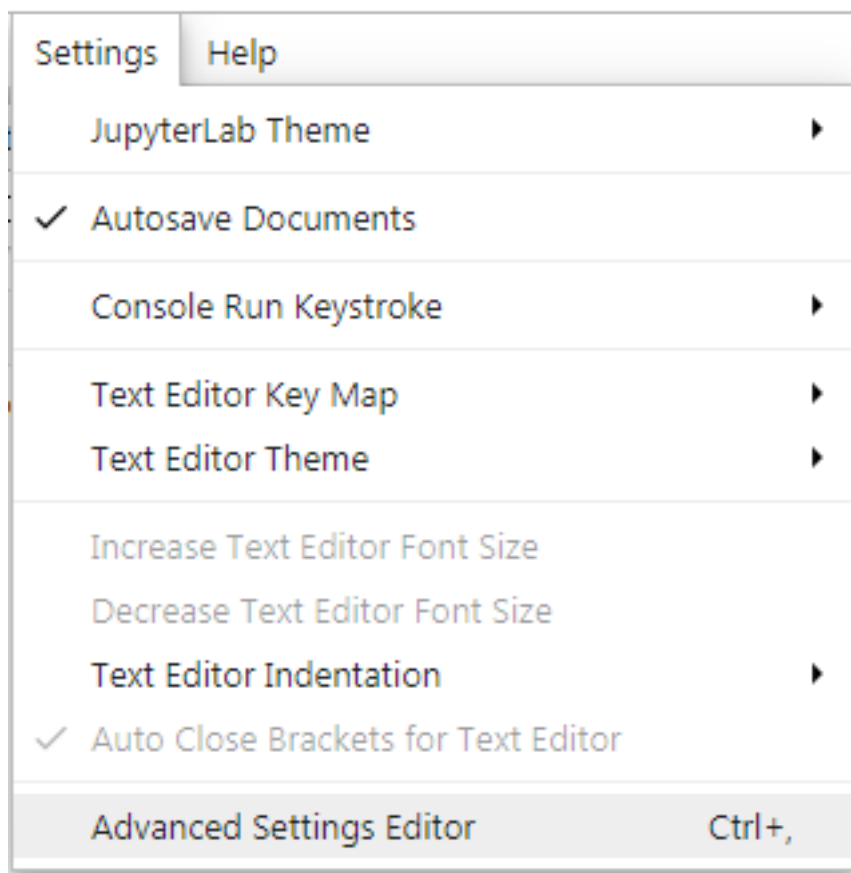 Settings Help
JupyterLab Theme
Autosave Documents
Console Run Keystroke
Text Editor Key Map
Text Editor Theme
Increase Text Editor Font Size
Decrease Text Editor Font Size
Text Editor Indentation
Auto Close Brackets for Text Editor
Advanced Settings Editor Ctrl+,